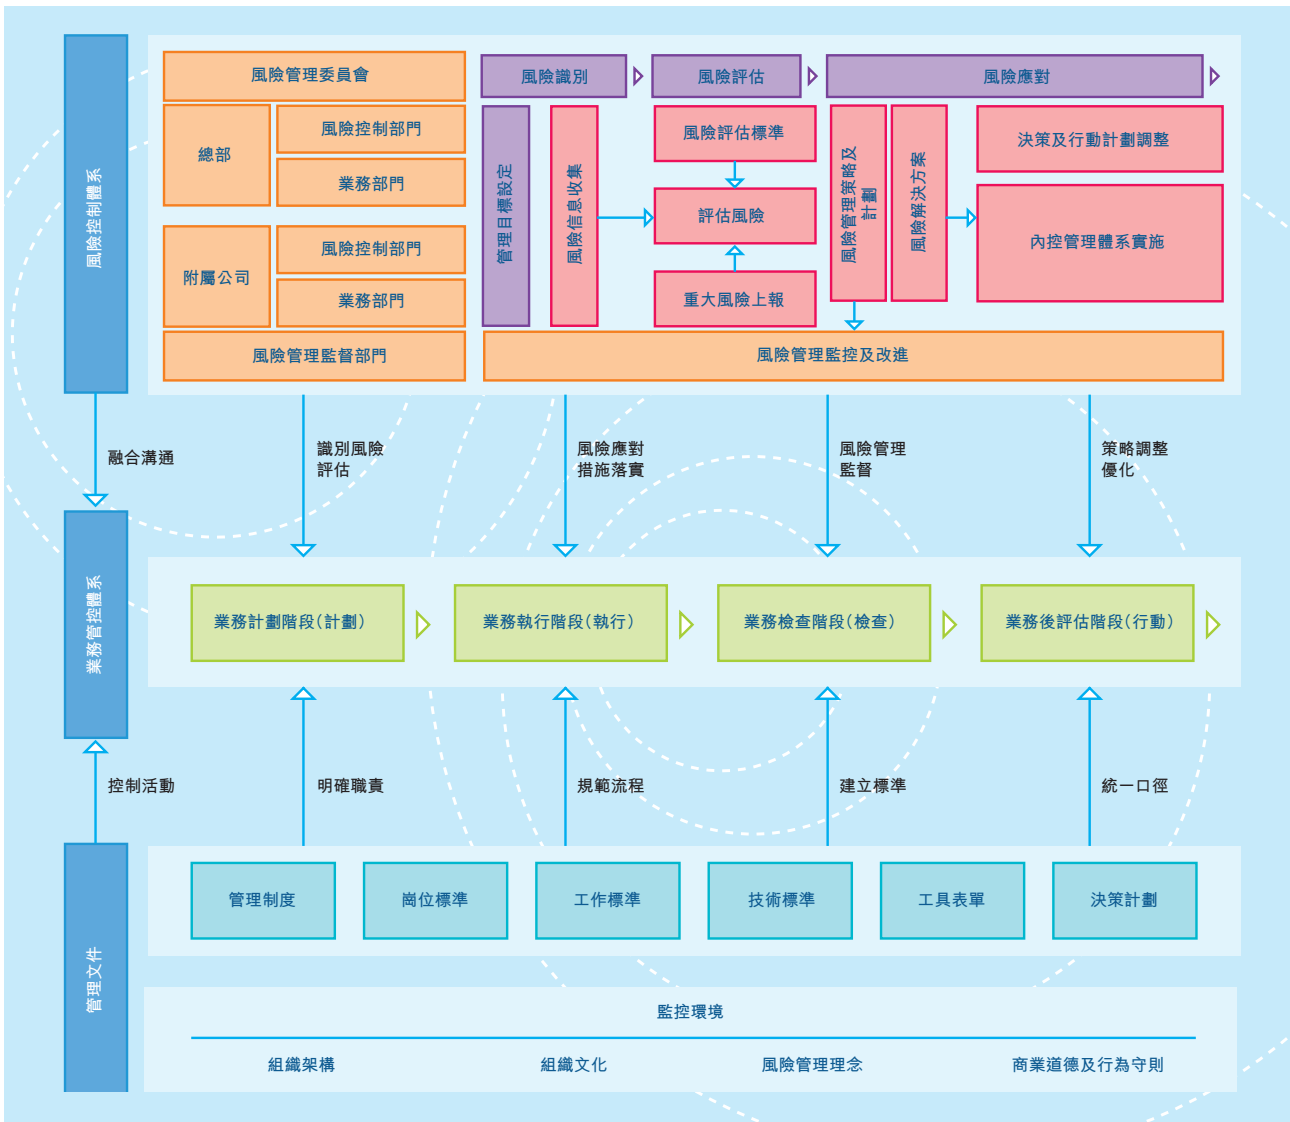 風險控制體系
風險管理委員會
總部
風險控制部門
業務部門
附屬公司
風險控制部門
業務部門
風險管理監督部門
風險識別
風險評估
風險應對
管理目標設定
風險信息收集
風險評估標準
評估風險
重大風險上報
風險管理策略及
計劃
風險解決方案
決策及行動計劃調整
內控管理體系實施
風險管理監控及改進
融合溝通
識別風險
評估
風險應對
措施落實
風險管理
監督
策略調整
優化
業務管控體系
業務計劃階段(計劃)
業務執行階段(執行)
業務檢查階段(檢查)
業務後評估階段(行動)
控制活動
明確職責
規範流程
建立標準
統一口徑
管理文件
管理制度
崗位標準
工作標準
技術標準
工具表單
決策計劃
監控環境
組織架構
組織文化
風險管理理念
商業道德及行為守則